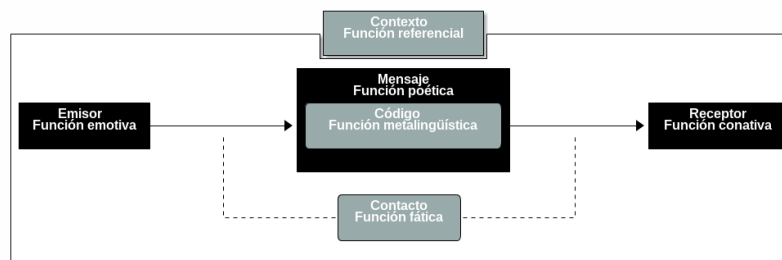 Contexto
Función referencial
Mensaje
Función poética
Emisor
Función emotiva
Código
Función metalingüística
Receptor
Función conativa
Contacto
Función fática